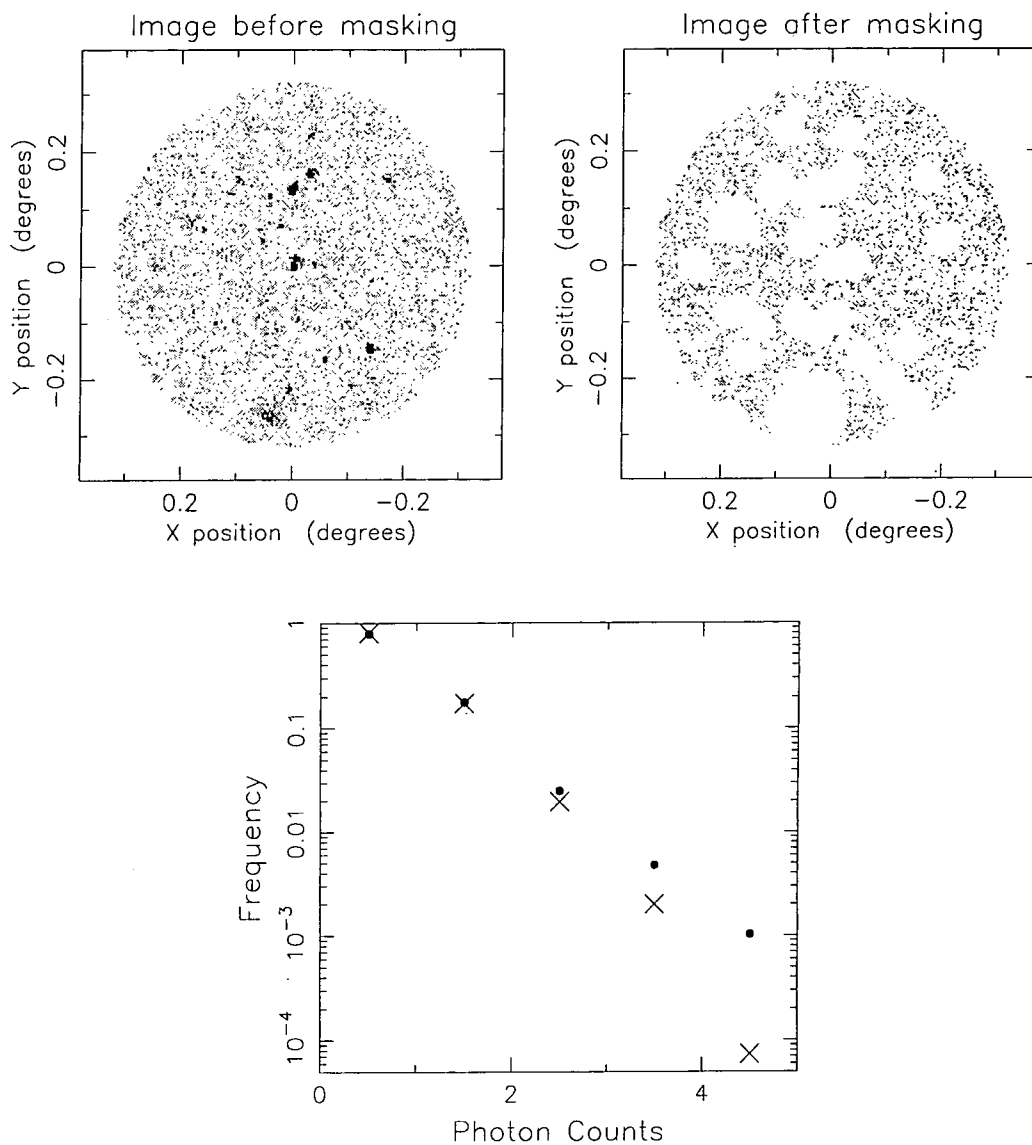 Image before masking
Image after masking
Y position (degrees)
0.2
0
−0.2
0.2
0
−0.2
X position (degrees)
Y position (degrees)
0.2
0
−0.2
0.2
0
−0.2
X position (degrees)
Frequency
1
0.1
0.01
10⁻³
10⁻⁴
0
2
4
Photon Counts